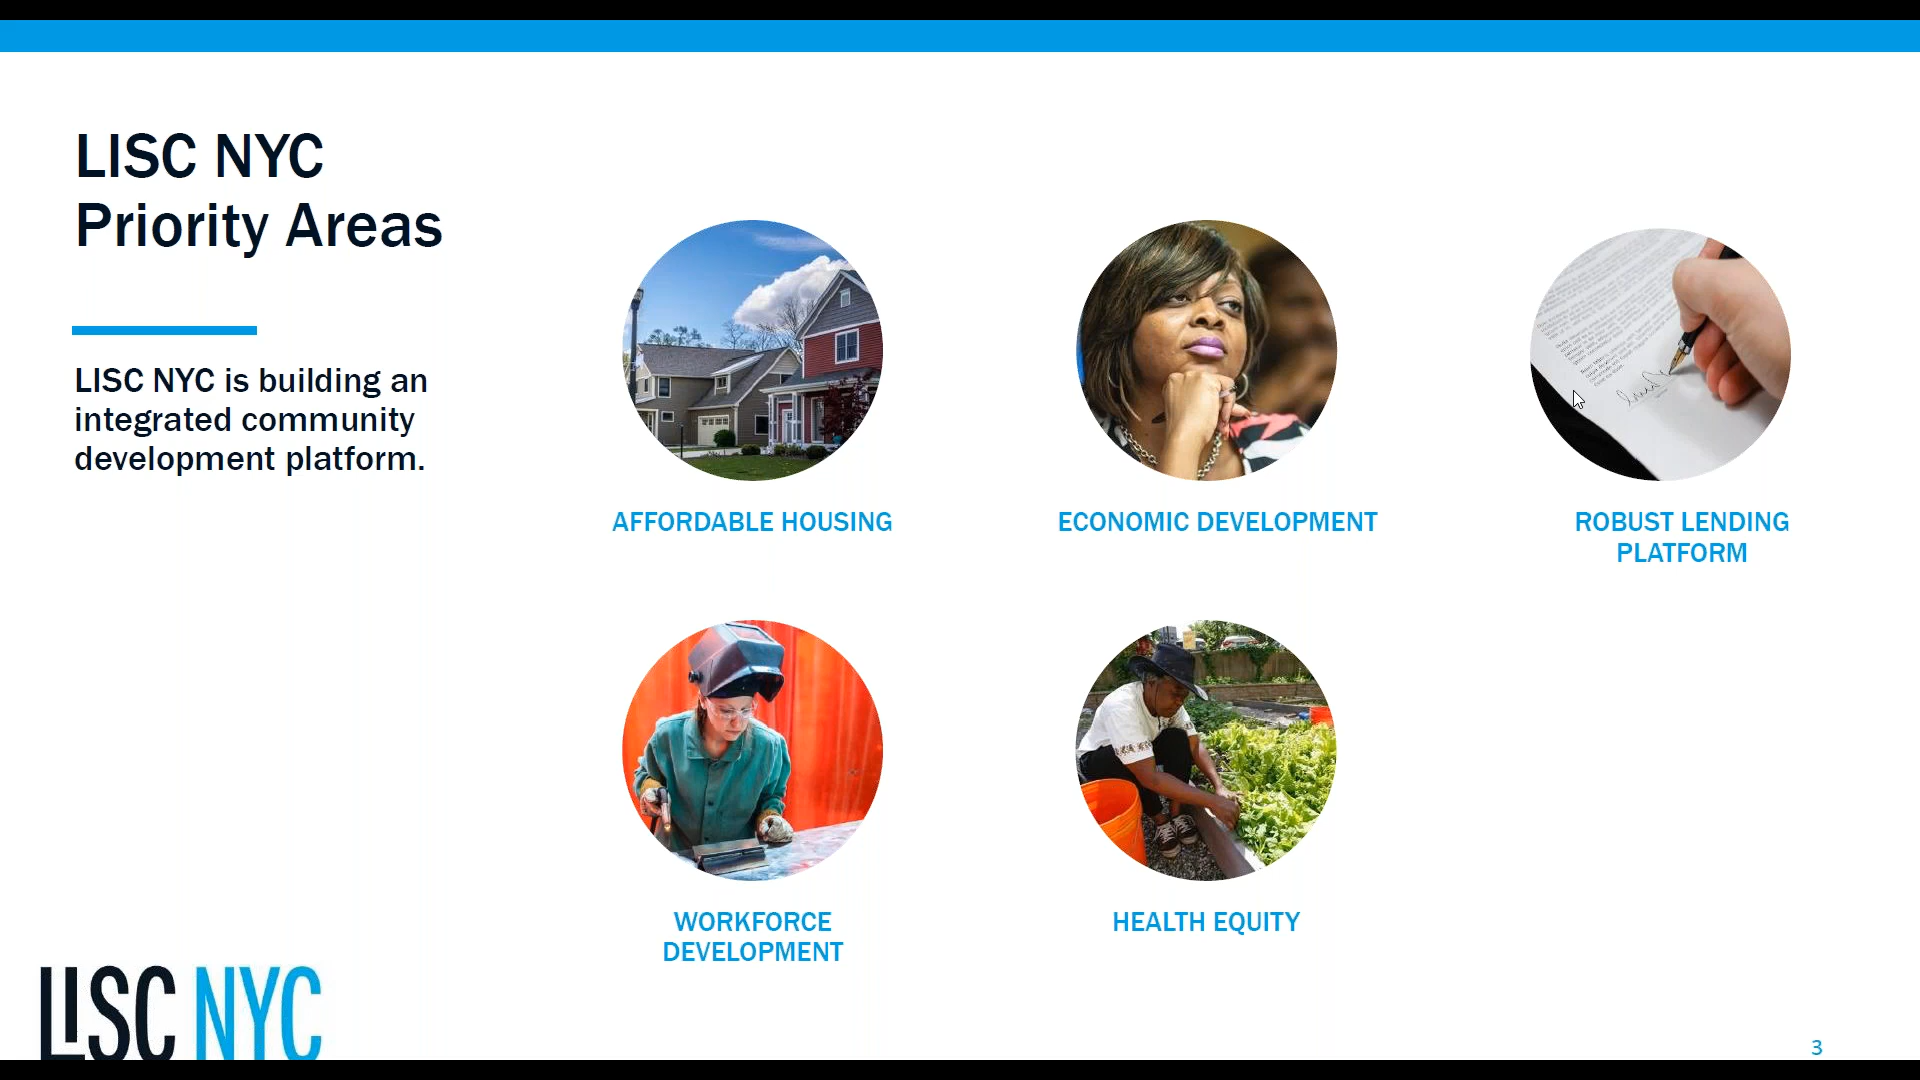 LISC NYC
Priority Areas
LISC NYC is building an
integrated community
development platform.
AFFORDABLE HOUSING
ECONOMIC DEVELOPMENT
ROBUST LENDING
PLATFORM
WORKFORCE
DEVELOPMENT
HEALTH EQUITY
LISC NYC
3